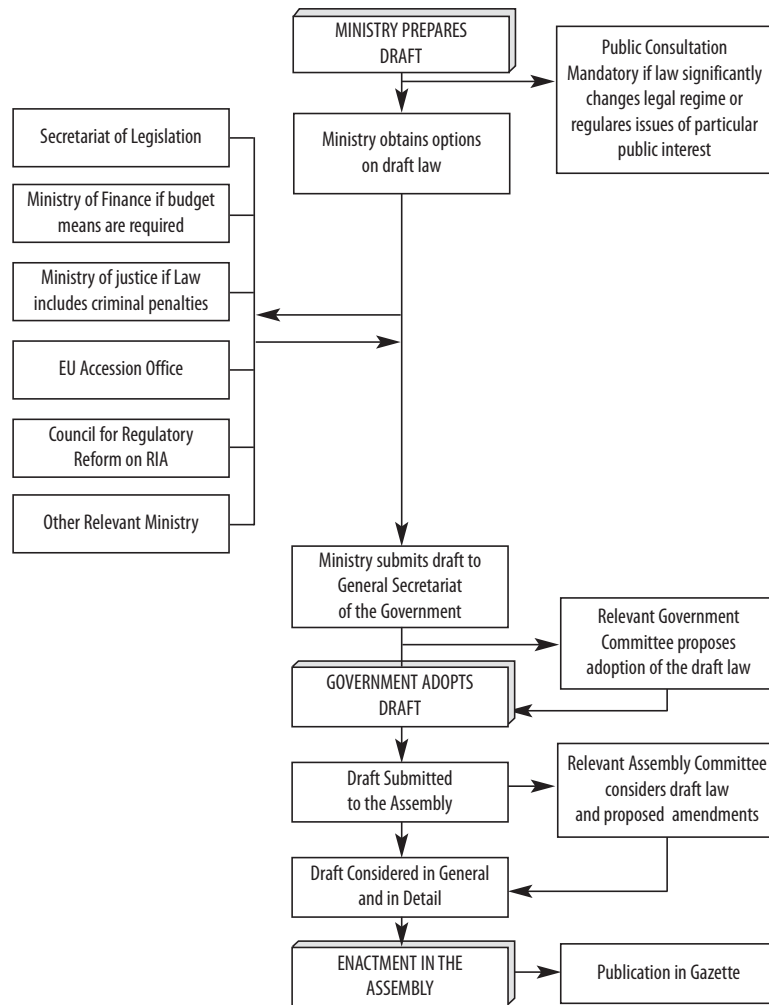 MINISTRY PREPARES
DRAFT
Public Consultation
Mandatory if law significantly
changes legal regime or
regulares issues of particular
public interest
Ministry obtains options
on draft law
Secretariat of Legislation
Ministry of Finance if budget
means are required
Ministry of justice if Law
includes criminal penalties
EU Accession Office
Council for Regulatory
Reform on RIA
Other Relevant Ministry
Ministry submits draft to
General Secretariat
of the Government
Relevant Government
Committee proposes
adoption of the draft law
GOVERNMENT ADOPTS
DRAFT
Draft Submitted
to the Assembly
Relevant Assembly Committee
considers draft law
and proposed amendments
Draft Considered in General
and in Detail
ENACTMENT IN THE
ASSEMBLY
Publication in Gazette